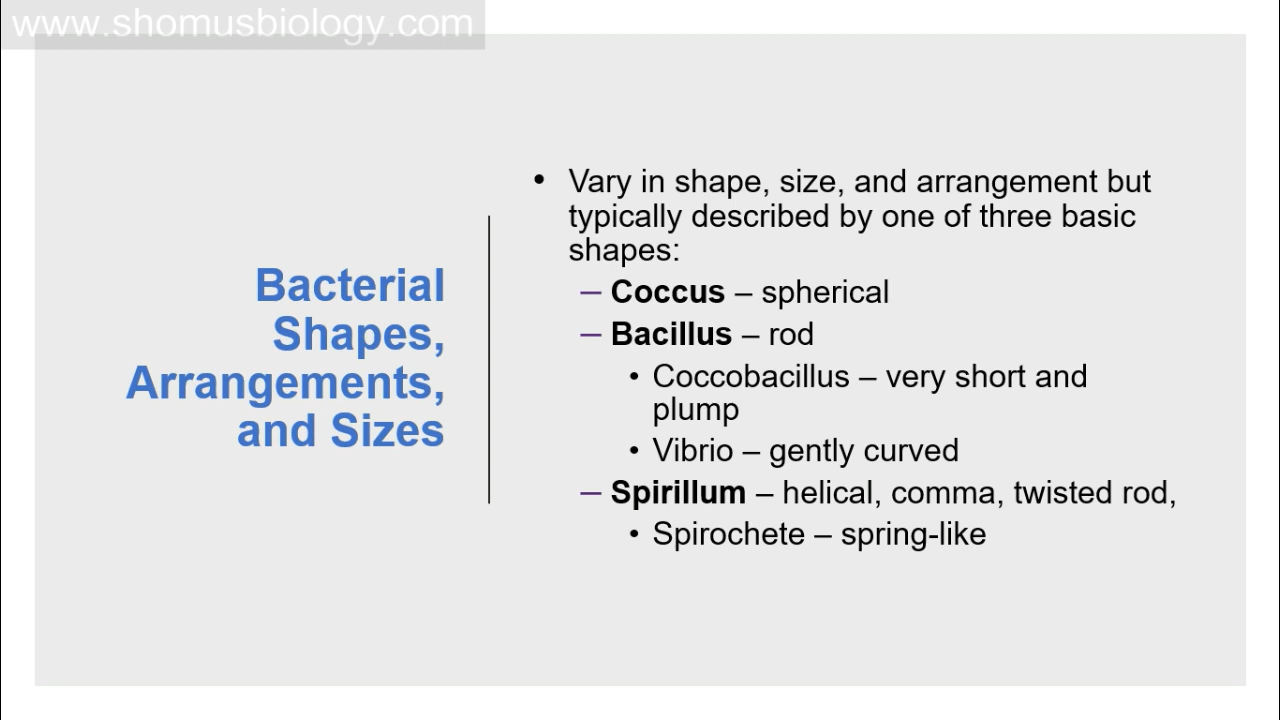 www.shomusbiology.com
Bacterial
Shapes,
Arrangements,
and Sizes
• Vary in shape, size, and arrangement but
typically described by one of three basic
shapes:
– Coccus – spherical
– Bacillus – rod
• Coccobacillus – very short and
plump
• Vibrio – gently curved
– Spirillum – helical, comma, twisted rod,
• Spirochete – spring-like